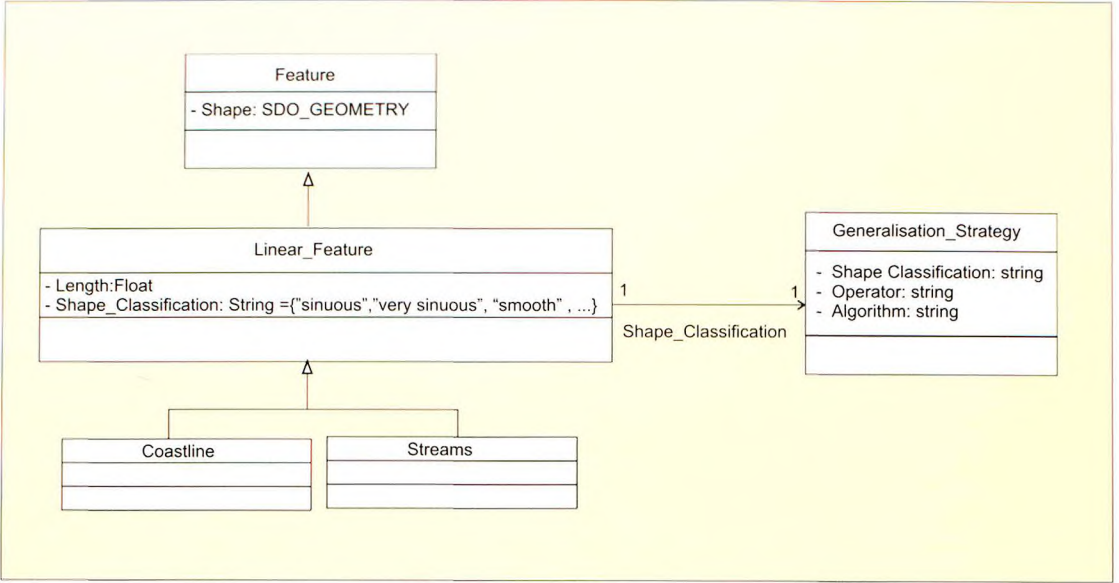 Feature
- Shape: SDO_GEOMETRY
Linear_Feature
- Length:Float
- Shape_Classification: String ={"sinuous","very sinuous", "smooth" , ...}
1
1
Shape_Classification
Generalisation_Strategy
- Shape Classification: string
- Operator: string
- Algorithm: string
Coastline
Streams